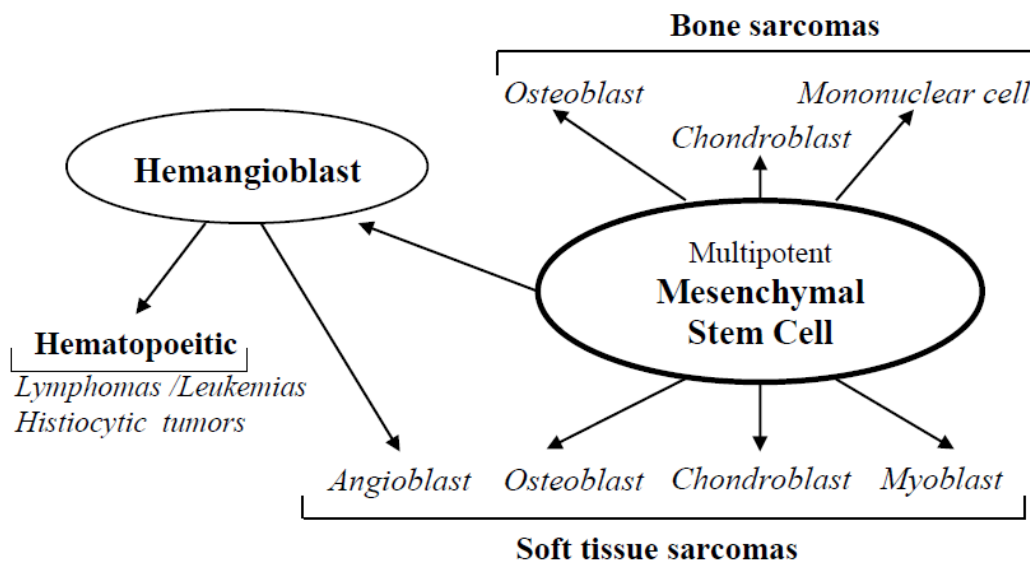 Bone sarcomas
Osteoblast
Mononuclear cell
Chondroblast
Hemangioblast
Multipotent
Mesenchymal
Stem Cell
Hematopoeitic
Lymphomas /Leukemias
Histiocytic tumors
Angioblast
Osteoblast
Chondroblast
Myoblast
Soft tissue sarcomas